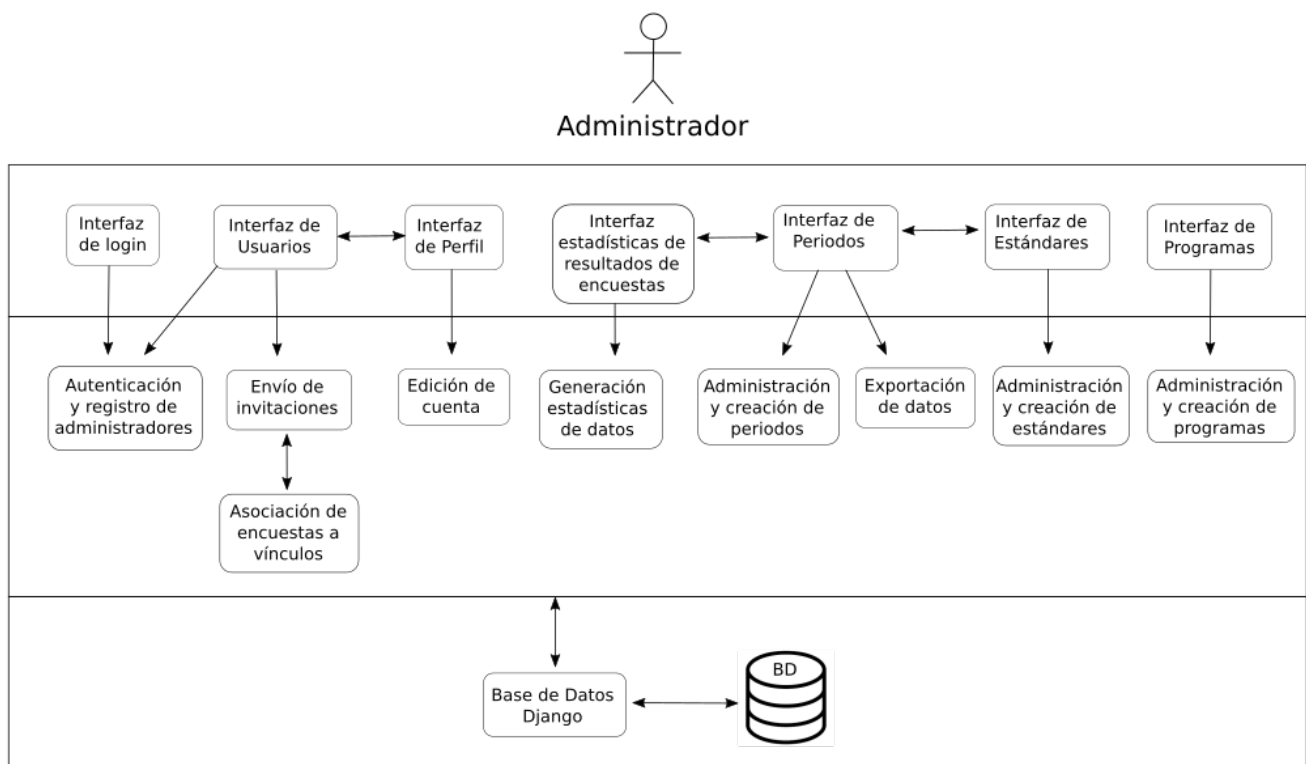 Administrador
Interfaz
de login
Interfaz de
Usuarios
Interfaz
de Perfil
Interfaz
estadísticas de
resultados de
encuestas
Interfaz de
Periodos
Interfaz de
Estándares
Interfaz de
Programas
Autenticación
y registro de
administradores
Envío de
invitaciones
Edición de
cuenta
Generación
estadísticas
de datos
Administración
y creación de
periodos
Exportación
de datos
Administración
y creación de
estándares
Administración
y creación de
programas
Asociación de
encuestas a
vínculos
Base de Datos
Django
BD